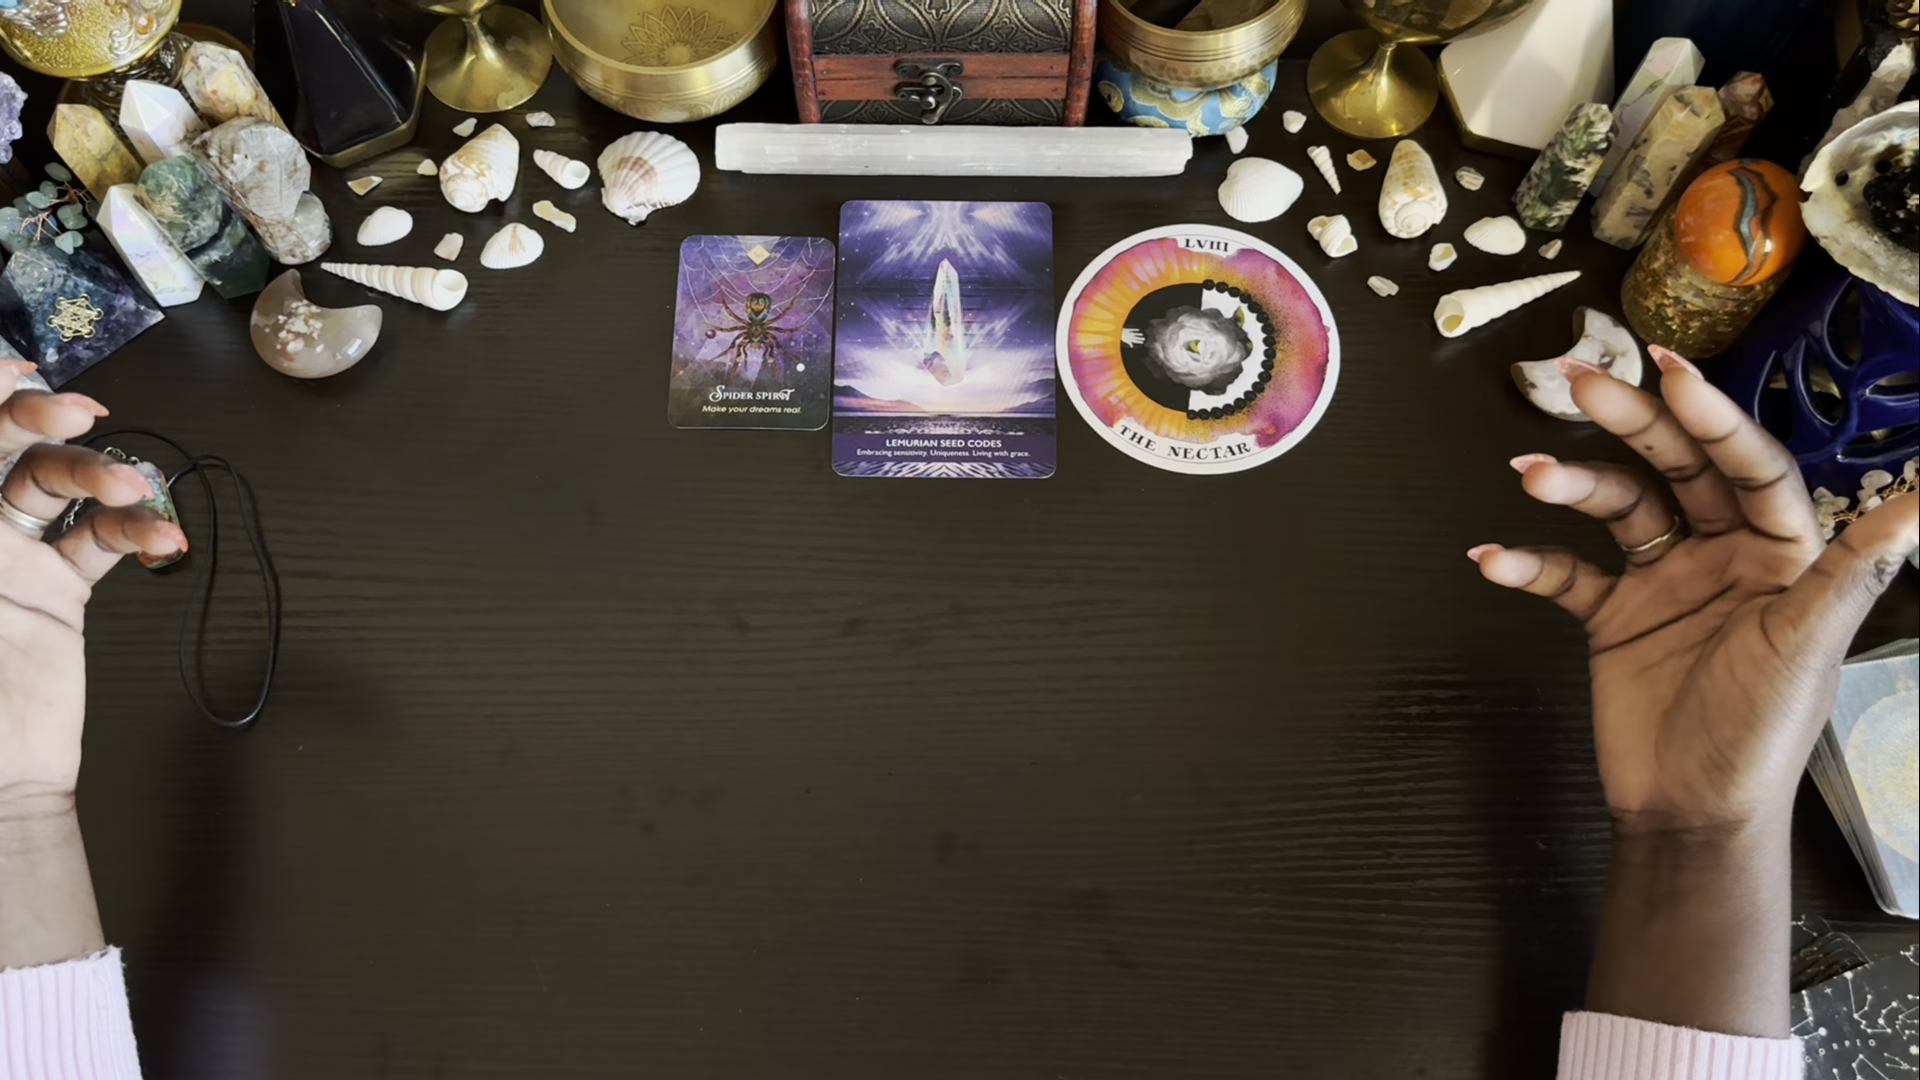 SPIDER SPIRIT
Make your dreams real.
LEMURIAN SEED CODES
Embracing sensitivity. Uniqueness. Living with grace.
LVIII
THE NECTAR